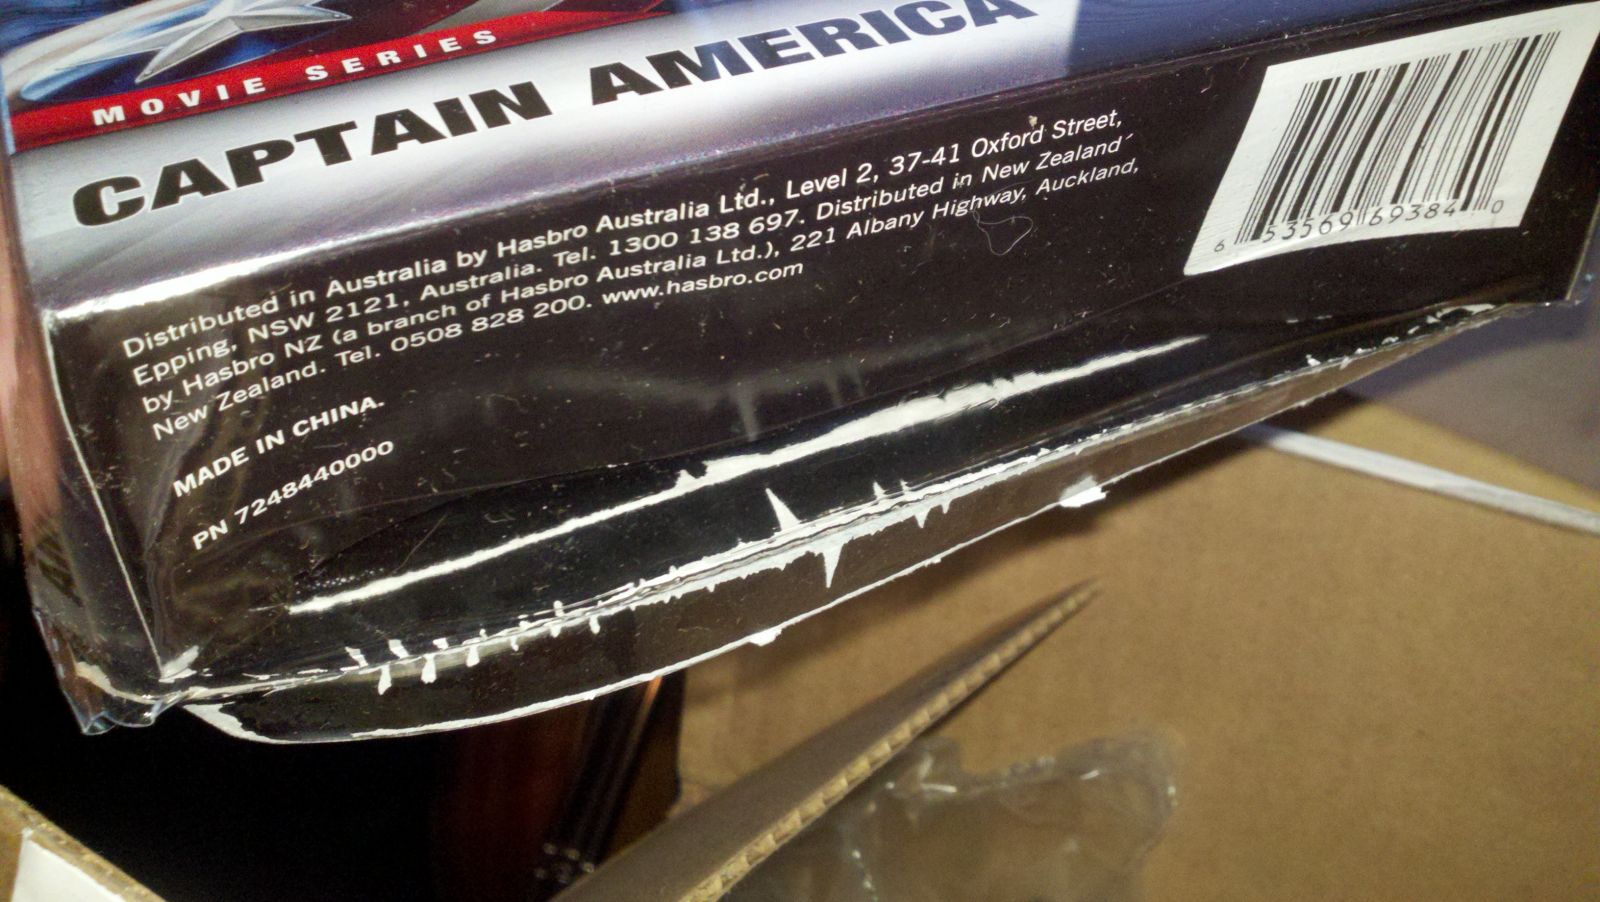 MOVIE SERIES
CAPTAIN AMERICA
Distributed in Australia by Hasbro Australia Ltd., Level 2, 37-41 Oxford Street,
Epping, NSW 2121, Australia. Tel. 1300 138 697. Distributed in New Zealand
by Hasbro NZ (a branch of Hasbro Australia Ltd.), 221 Albany Highway, Auckland,
New Zealand. Tel. 0508 828 200. www.hasbro.com
MADE IN CHINA.
PN 7248440000
6 53569 69384 0